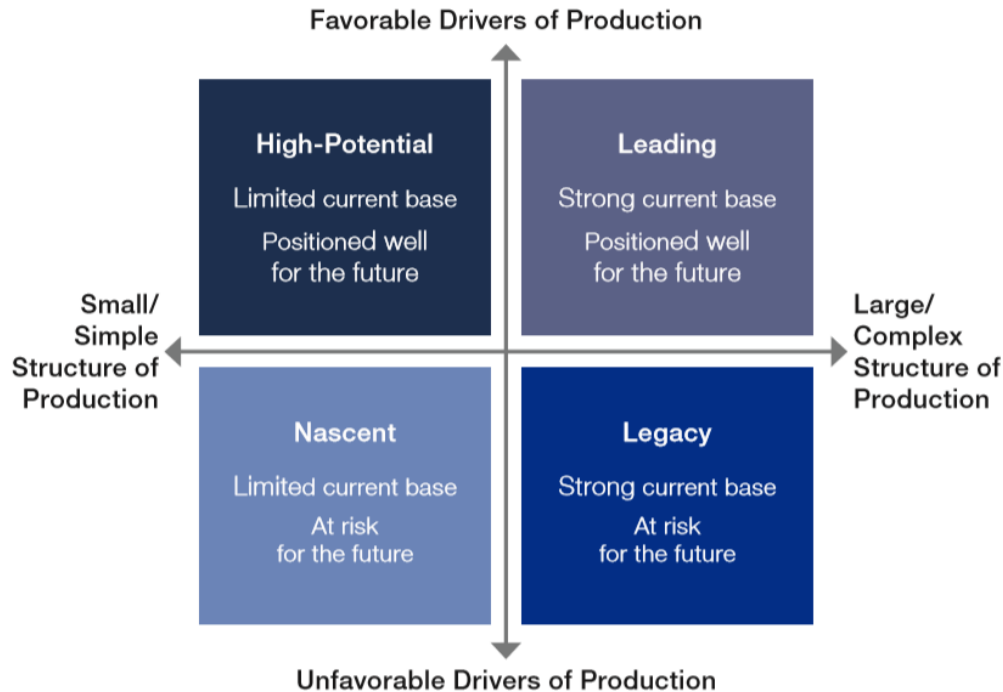 Favorable Drivers of Production
High-Potential
Limited current base
Positioned well
for the future
Leading
Strong current base
Positioned well
for the future
Small/
Simple
Structure of
Production
Large/
Complex
Structure of
Production
Nascent
Limited current base
At risk
for the future
Legacy
Strong current base
At risk
for the future
Unfavorable Drivers of Production